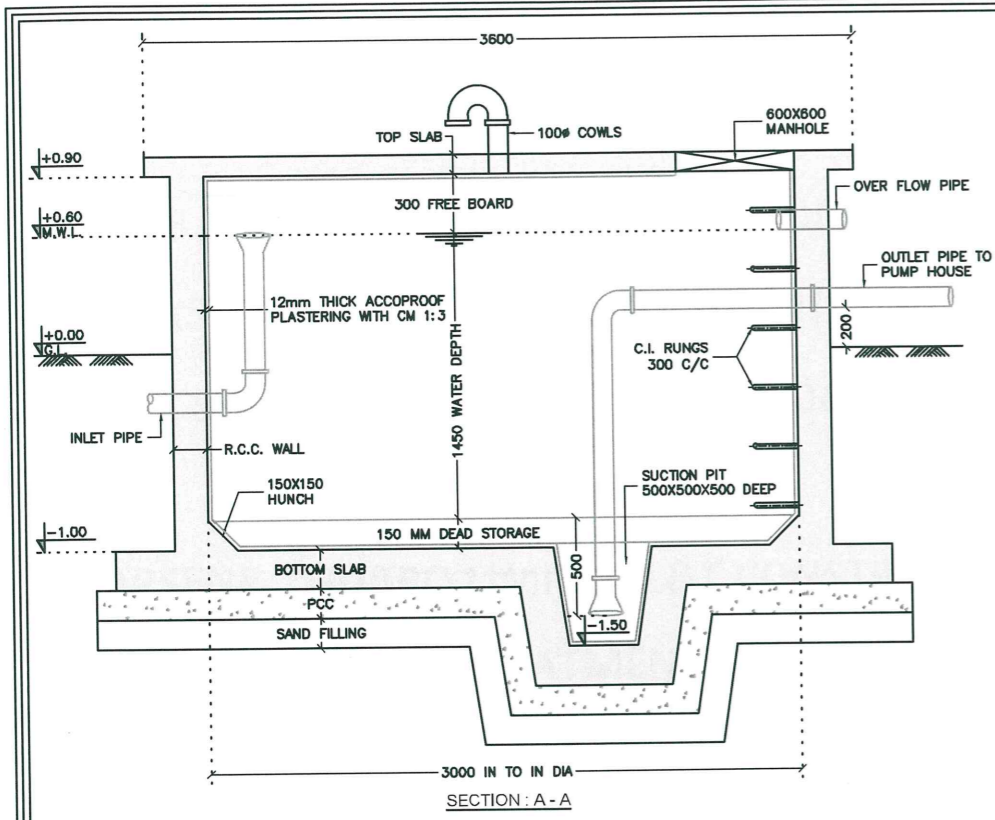 3600
600X600
MANHOLE
100ø COWLS
TOP SLAB
+0.90
300 FREE BOARD
OVER FLOW PIPE
+0.60
M.W.L.
OUTLET PIPE TO
PUMP HOUSE
12mm THICK ACCOPROOF
PLASTERING WITH CM 1:3
1450 WATER DEPTH
200
+0.00
G.L.
C.I. RUNGS
300 C/C
INLET PIPE
R.C.C. WALL
150X150
HUNCH
SUCTION PIT
500X500X500 DEEP
150 MM DEAD STORAGE
-1.00
BOTTOM SLAB
500
PCC
-1.50
SAND FILLING
3000 IN TO IN DIA
SECTION : A - A